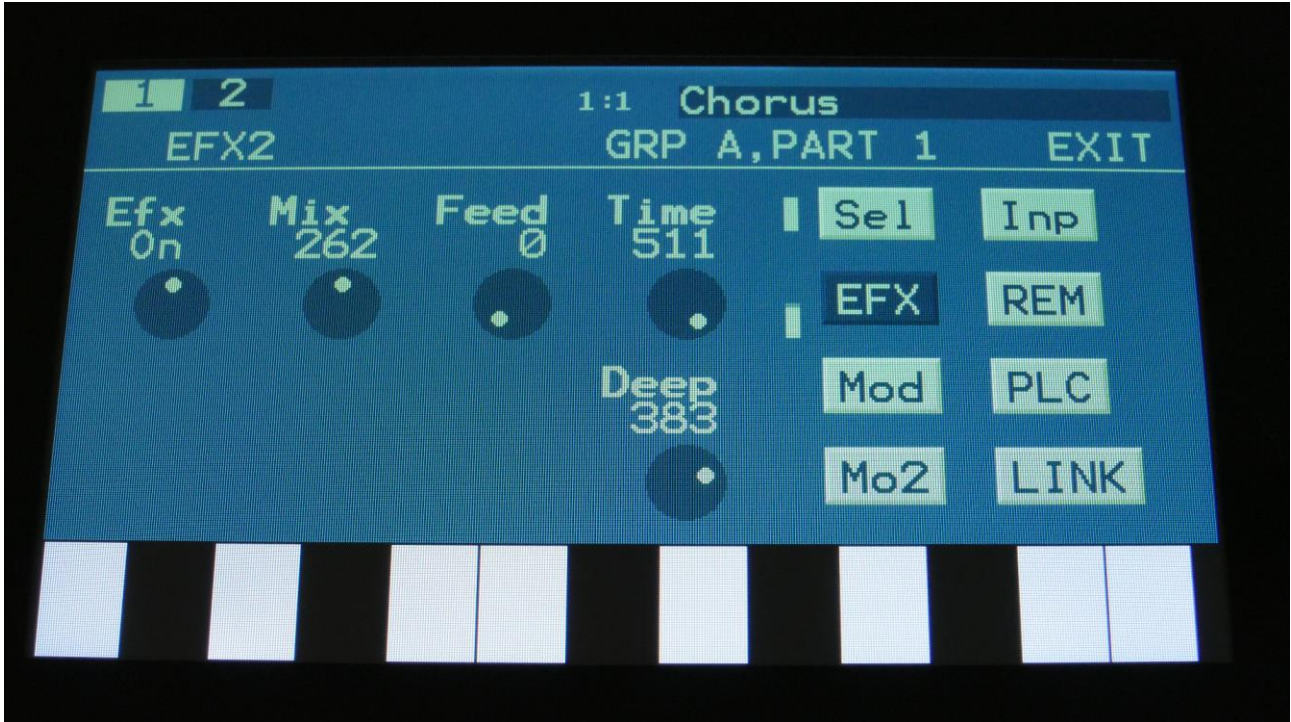 1 2 1:1 Chorus
EFX2 GRP A,PART 1 EXIT
Efx Mix Feed Time Sel Inp
On 262 0 511
EFX REM
Deep Mod PLC
383
Mo2 LINK